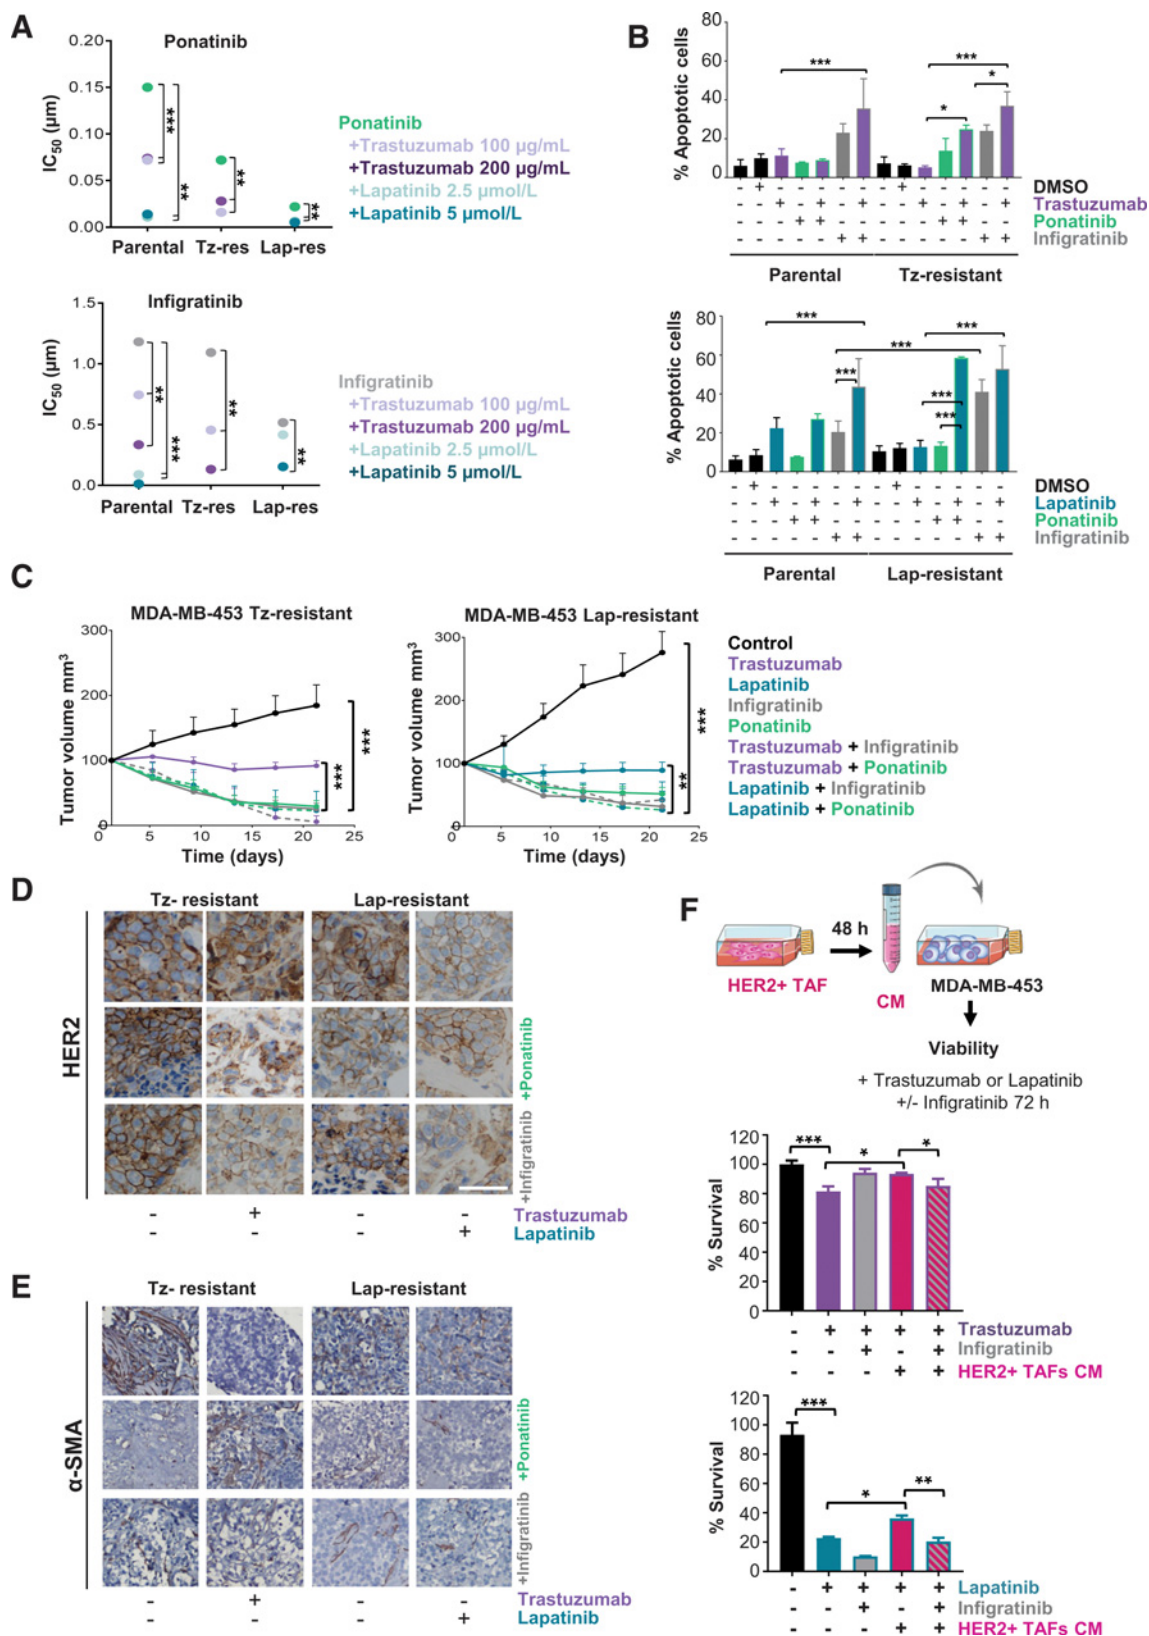 A
Ponatinib
IC50 (µm)
0.20
0.15
0.10
0.05
0.00
***
**
**
**
Parental Tz-res Lap-res
Ponatinib
+Trastuzumab 100 µg/mL
+Trastuzumab 200 µg/mL
+Lapatinib 2.5 µmol/L
+Lapatinib 5 µmol/L
Infigratinib
IC50 (µm)
1.5
1.0
0.5
0.0
**
***
**
**
Parental Tz-res Lap-res
Infigratinib
+Trastuzumab 100 µg/mL
+Trastuzumab 200 µg/mL
+Lapatinib 2.5 µmol/L
+Lapatinib 5 µmol/L
B
% Apoptotic cells
80
60
40
20
0
*** *** * *
- + - - - - - - + - - - - - DMSO
- - + - + - + - - + - + - + Trastuzumab
- - - + + - - - - - + + - - Ponatinib
- - - - - + + - - - - - + + Infigratinib
Parental Tz-resistant
% Apoptotic cells
80
60
40
20
0
*** *** *** *** *** ***
- + - - - - - - + - - - - - DMSO
- - + - + - + - - + - + - + Lapatinib
- - - + + - - - - - + + - - Ponatinib
- - - - - + + - - - - - + + Infigratinib
Parental Lap-resistant
C
MDA-MB-453 Tz-resistant
Tumor volume mm3
300
200
100
0
0 5 10 15 20 25
Time (days)
***
***
MDA-MB-453 Lap-resistant
Tumor volume mm3
300
200
100
0
0 5 10 15 20 25
Time (days)
**
***
Control
Trastuzumab
Lapatinib
Infigratinib
Ponatinib
Trastuzumab + Infigratinib
Trastuzumab + Ponatinib
Lapatinib + Infigratinib
Lapatinib + Ponatinib
D
Tz- resistant Lap-resistant
HER2
+Ponatinib
+Infigratinib
- + - - Trastuzumab
- - - + Lapatinib
E
Tz- resistant Lap-resistant
α-SMA
+Ponatinib
+Infigratinib
- + - - Trastuzumab
- - - + Lapatinib
F
48 h
HER2+ TAF
CM
MDA-MB-453
Viability
+ Trastuzumab or Lapatinib
+/- Infigratinib 72 h
% Survival
120
100
80
60
40
20
0
*** * *
- + + + + Trastuzumab
- - + - + Infigratinib
- - - + + HER2+ TAFs CM
% Survival
120
100
80
60
40
20
0
*** * **
- + + + + Lapatinib
- - + - + Infigratinib
- - - + + HER2+ TAFs CM